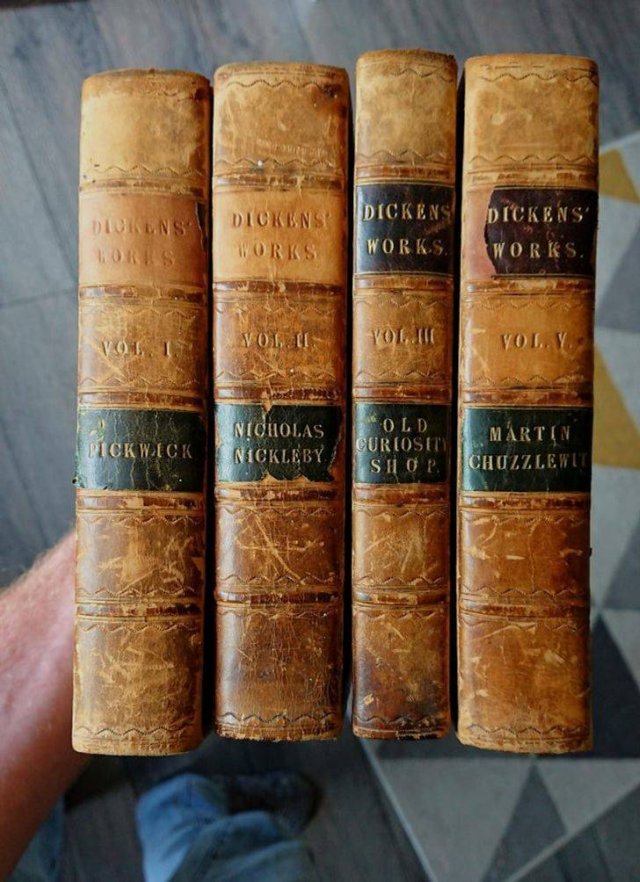 DICKENS'
WORKS
VOL. I
PICKWICK
DICKENS'
WORKS
VOL. II
NICHOLAS
NICKLEBY
DICKENS
WORKS.
VOL. III
OLD
CURIOSITY
SHOP.
DICKENS'
WORKS.
VOL. V
MARTIN
CHUZZLEWIT